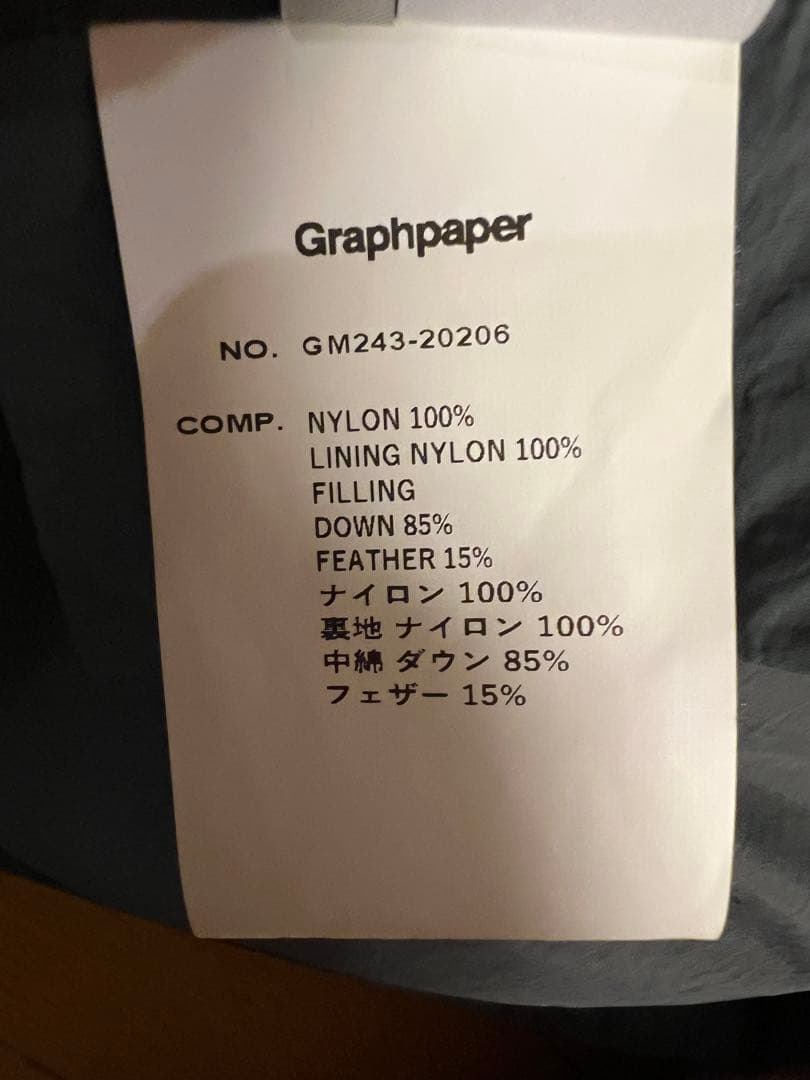 Graphpaper
NO. GM243-20206
COMP. NYLON 100%
LINING NYLON 100%
FILLING
DOWN 85%
FEATHER 15%
ナイロン 100%
裏地 ナイロン 100%
中綿 ダウン 85%
フェザー 15%